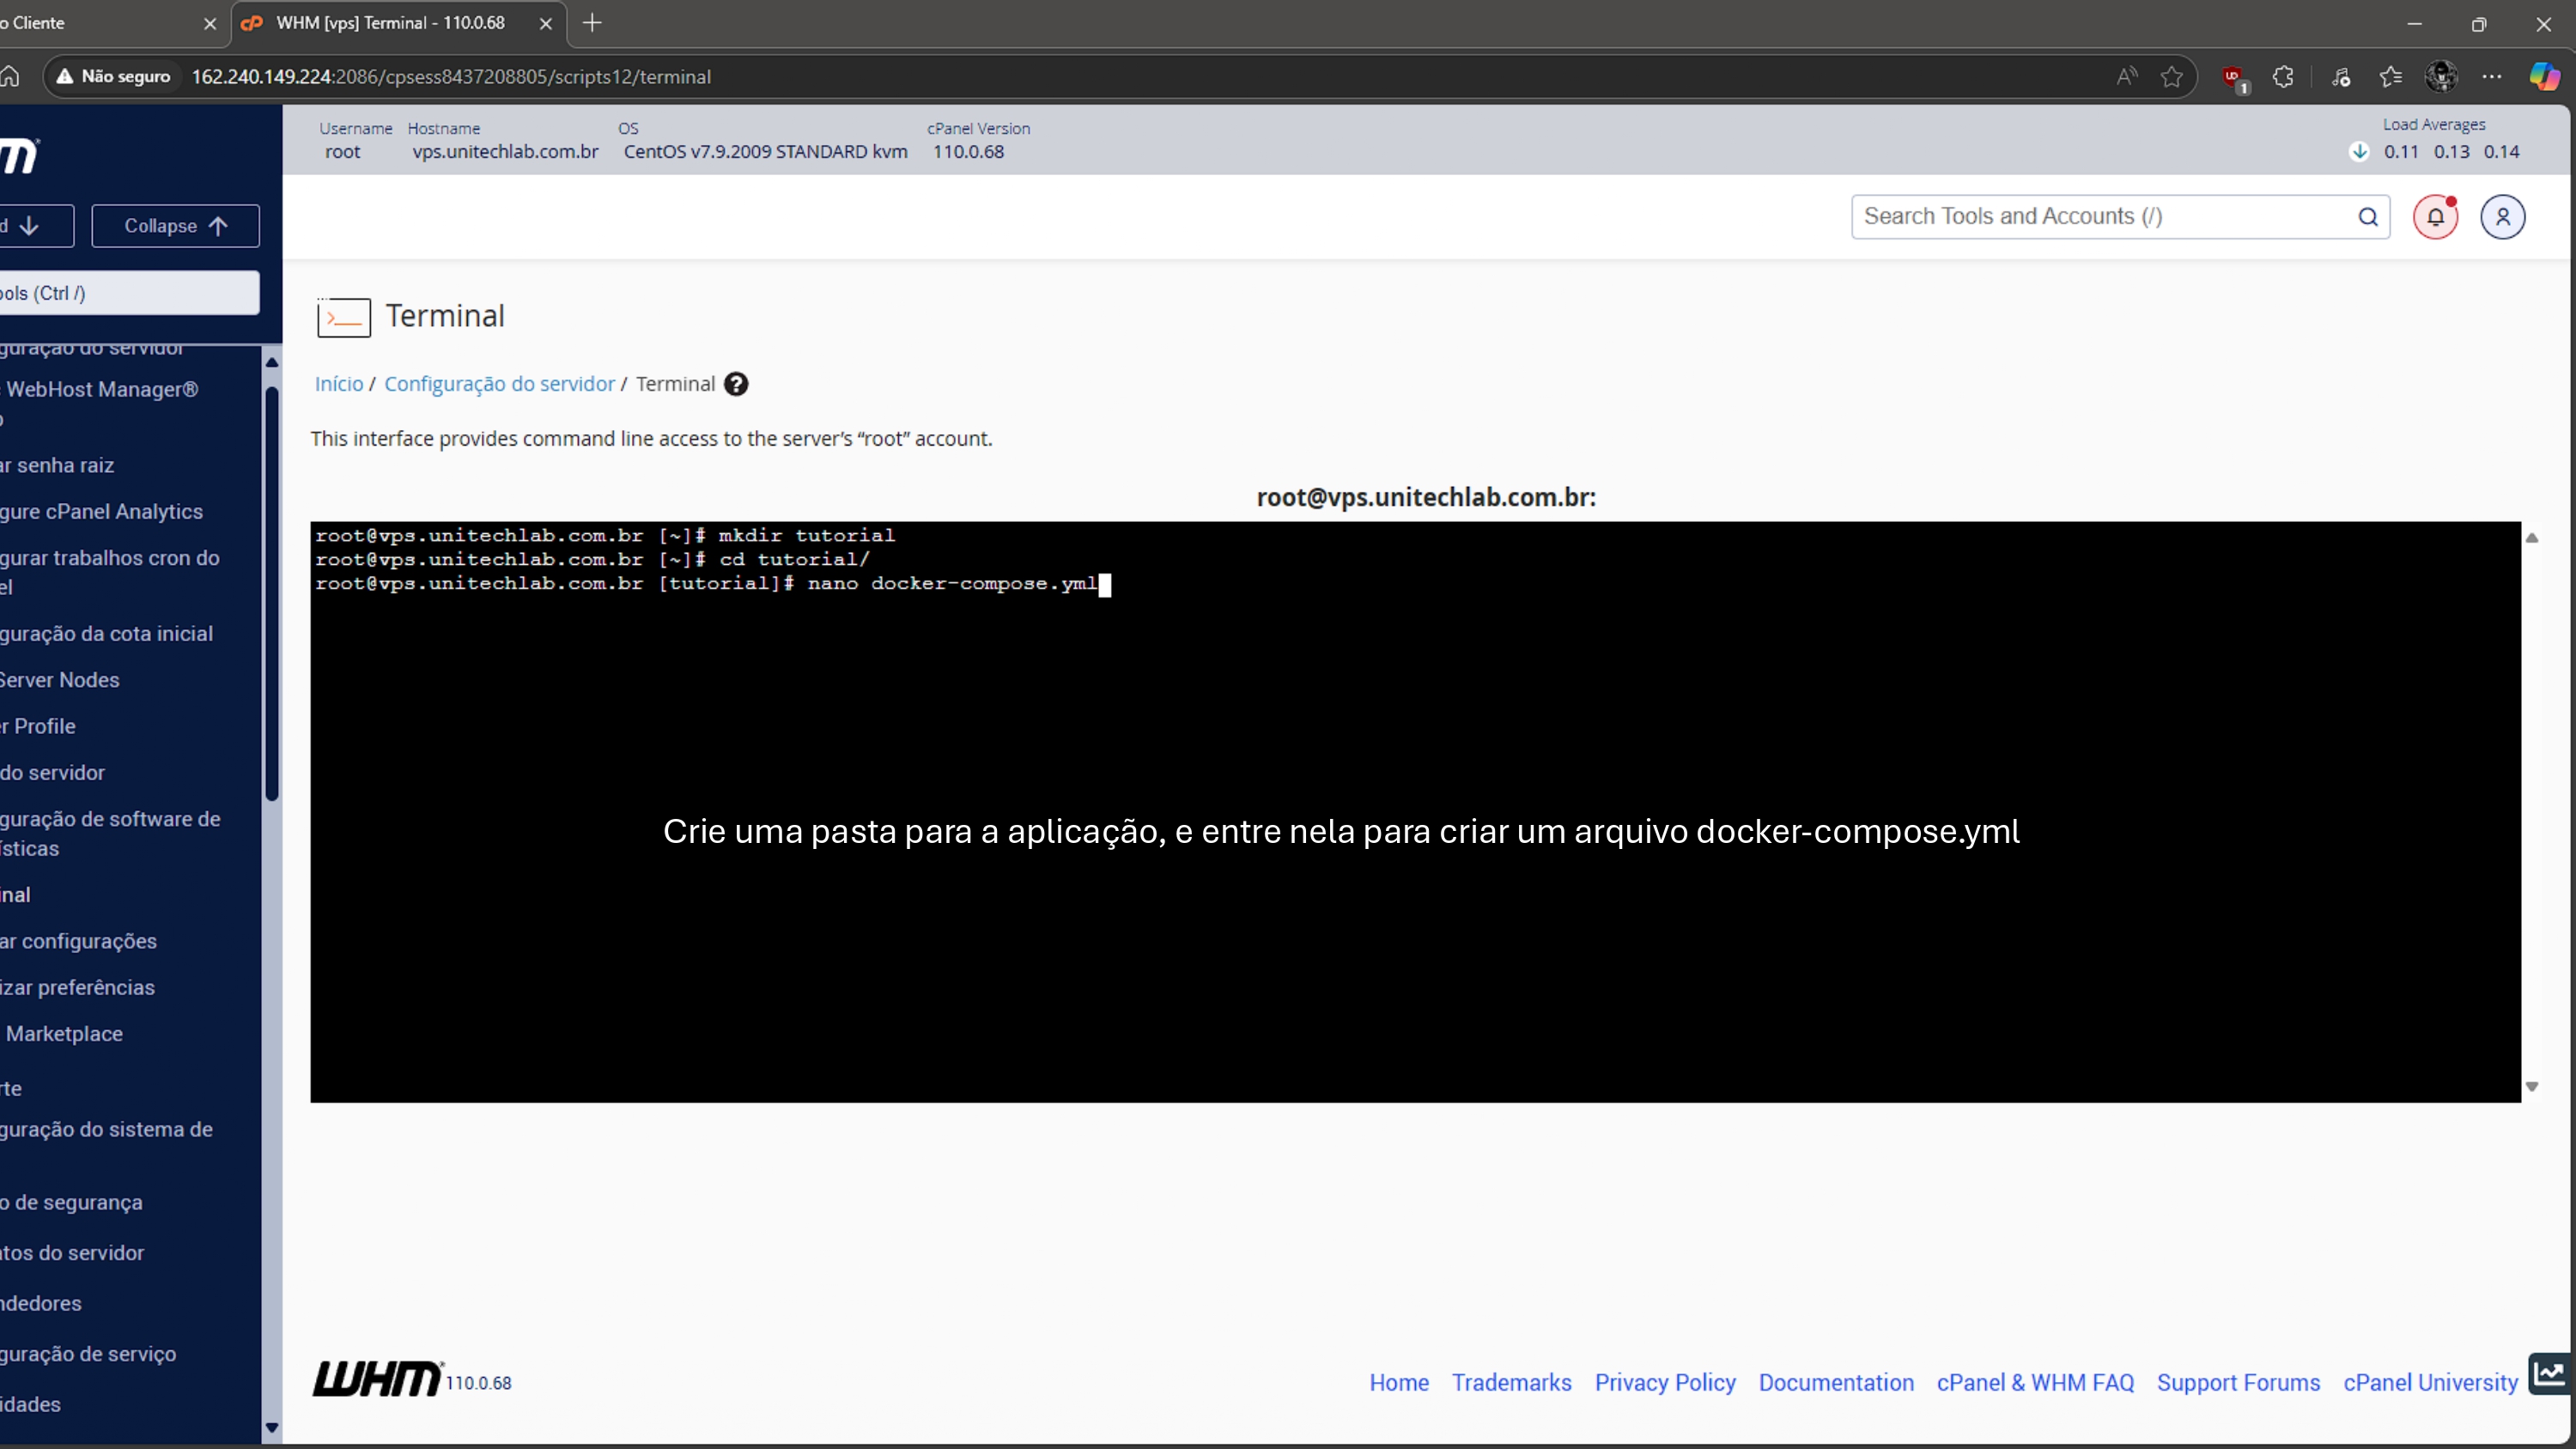 o Cliente
WHM [vps] Terminal - 110.0.68
Não seguro
162.240.149.224:2086/cpsess8437208805/scripts12/terminal
1
Username
root
Hostname
vps.unitechlab.com.br
OS
CentOS v7.9.2009 STANDARD kvm
cPanel Version
110.0.68
Load Averages
0.11 0.13 0.14
d
Collapse
ools (Ctrl /)
Search Tools and Accounts (/)
guração do servidor
WebHost Manager®
o
ar senha raiz
gure cPanel Analytics
gurar trabalhos cron do
el
guração da cota inicial
Server Nodes
r Profile
do servidor
guração de software de
ísticas
inal
ar configurações
izar preferências
Marketplace
rte
guração do sistema de
o de segurança
tos do servidor
ndedores
guração de serviço
idades
Terminal
Início / Configuração do servidor / Terminal
This interface provides command line access to the server’s “root” account.
root@vps.unitechlab.com.br:
root@vps.unitechlab.com.br [~]# mkdir tutorial
root@vps.unitechlab.com.br [~]# cd tutorial/
root@vps.unitechlab.com.br [tutorial]# nano docker-compose.yml
Crie uma pasta para a aplicação, e entre nela para criar um arquivo docker-compose.yml
WHM 110.0.68
Home Trademarks Privacy Policy Documentation cPanel & WHM FAQ Support Forums cPanel University